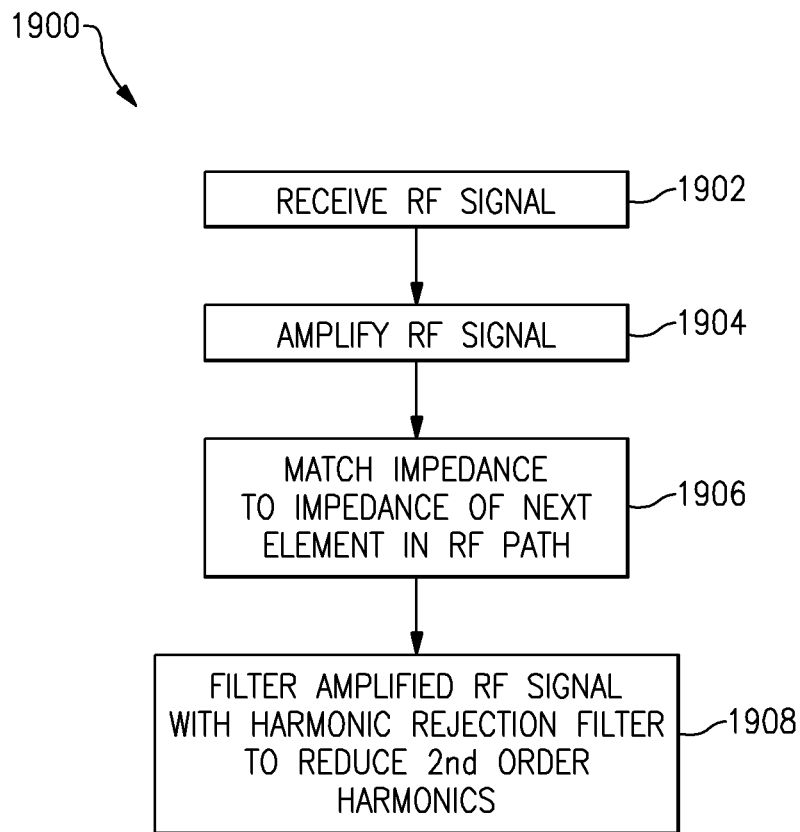 1900
RECEIVE RF SIGNAL
1902
AMPLIFY RF SIGNAL
1904
MATCH IMPEDANCE
TO IMPEDANCE OF NEXT
ELEMENT IN RF PATH
1906
FILTER AMPLIFIED RF SIGNAL
WITH HARMONIC REJECTION FILTER
TO REDUCE 2nd ORDER
HARMONICS
1908